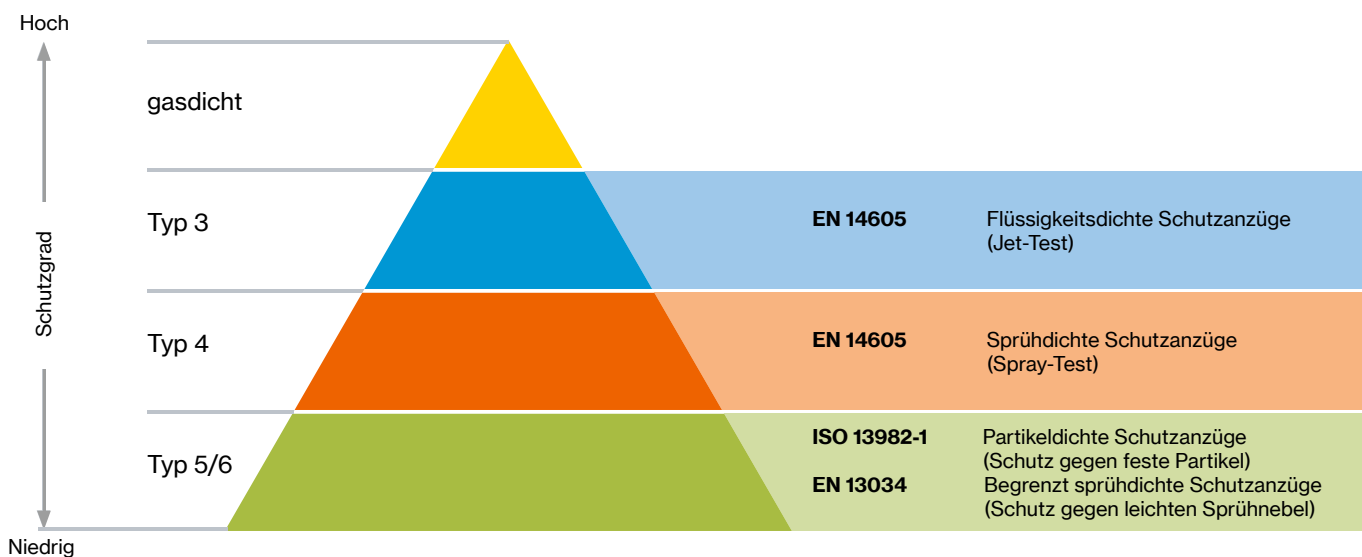 Hoch
gasdicht
Typ 3
EN 14605 Flüssigkeitsdichte Schutzanzüge
(Jet-Test)
Schutzgrad
Typ 4
EN 14605 Sprühdichte Schutzanzüge
(Spray-Test)
Typ 5/6
ISO 13982-1 Partikeldichte Schutzanzüge
(Schutz gegen feste Partikel)
EN 13034 Begrenzt sprühdichte Schutzanzüge
(Schutz gegen leichten Sprühnebel)
Niedrig